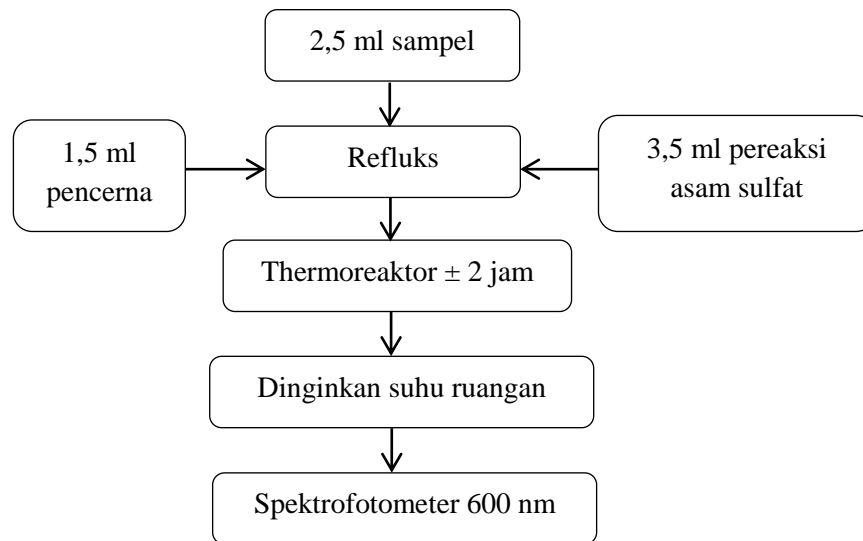 2,5 ml sampel
1,5 ml
pencerna
Refluks
3,5 ml pereaksi
asam sulfat
Thermoreaktor ± 2 jam
Dinginkan suhu ruangan
Spektrofotometer 600 nm